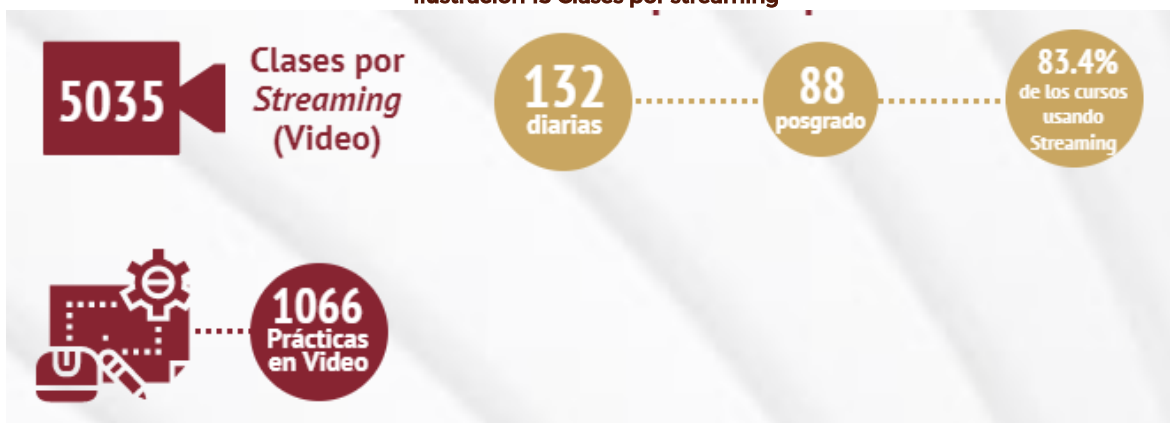 5035
Clases por
Streaming
(Video)
132
diarias
88
posgrado
83.4%
de los cursos
usando
Streaming
1066
Prácticas
en Video